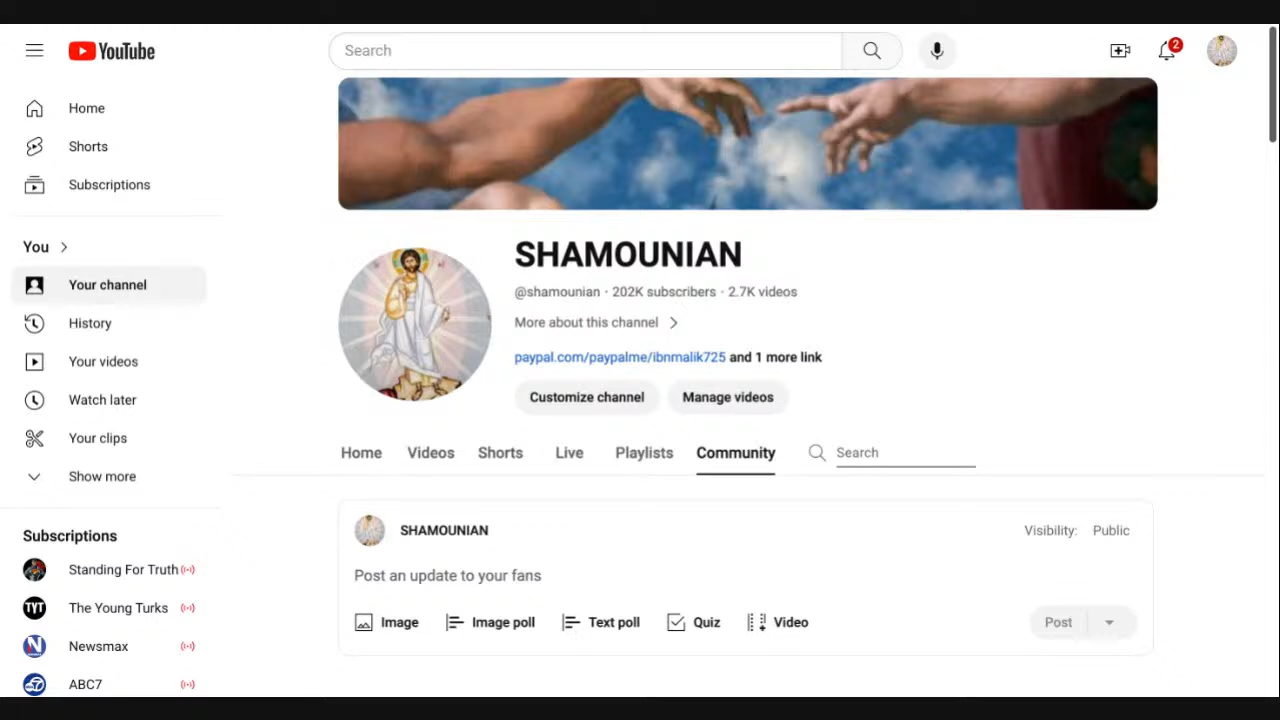 YouTube
Search
2
Home
Shorts
Subscriptions
You
Your channel
History
Your videos
Watch later
Your clips
Show more
Subscriptions
Standing For Truth
TYT The Young Turks
Newsmax
ABC7
SHAMOUNIAN
@shamounian · 202K subscribers · 2.7K videos
More about this channel
paypal.com/paypalme/ibnmalik725 and 1 more link
Customize channel Manage videos
Home Videos Shorts Live Playlists Community Search
SHAMOUNIAN Visibility: Public
Post an update to your fans
Image Image poll Text poll Quiz Video Post